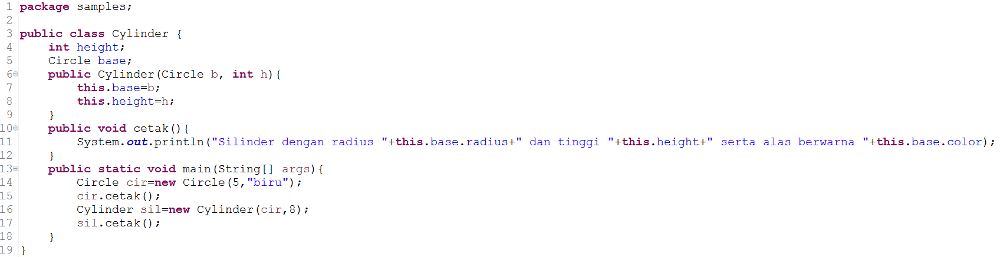 1 package samples;
2
3 public class Cylinder {
4     int height;
5     Circle base;
6     public Cylinder(Circle b, int h){
7         this.base=b;
8         this.height=h;
9     }
10     public void cetak(){
11         System.out.println("Silinder dengan radius "+this.base.radius+" dan tinggi "+this.height+" serta alas berwarna "+this.base.color);
12     }
13     public static void main(String[] args){
14         Circle cir=new Circle(5,"biru");
15         cir.cetak();
16         Cylinder sil=new Cylinder(cir,8);
17         sil.cetak();
18     }
19 }